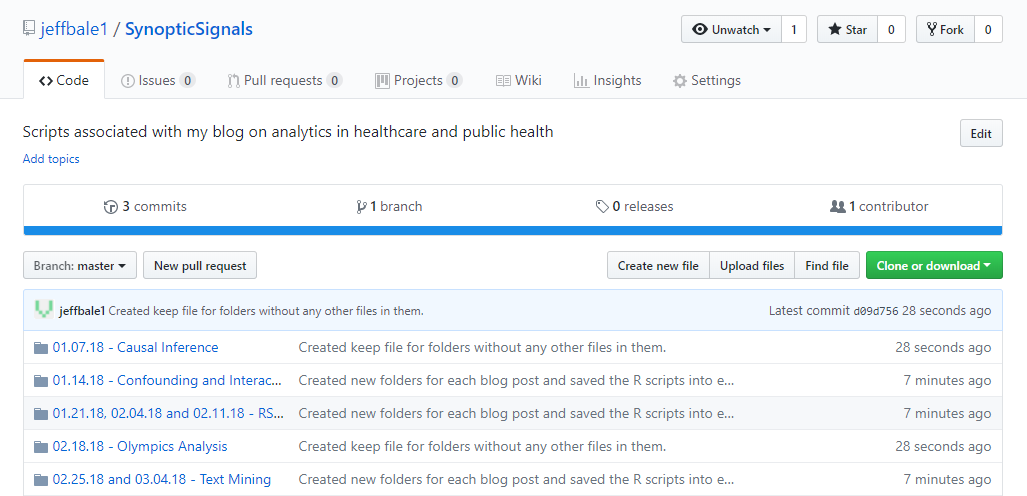 jeffbale1 / SynopticSignals Unwatch 1 Star 0 Fork 0
Code Issues 0 Pull requests 0 Projects 0 Wiki Insights Settings
Scripts associated with my blog on analytics in healthcare and public health Edit
Add topics
3 commits 1 branch 0 releases 1 contributor
Branch: master New pull request Create new file Upload files Find file Clone or download
jeffbale1 Created keep file for folders without any other files in them. Latest commit d09d756 28 seconds ago
01.07.18 - Causal Inference Created keep file for folders without any other files in them. 28 seconds ago
01.14.18 - Confounding and Interac... Created new folders for each blog post and saved the R scripts into e... 7 minutes ago
01.21.18, 02.04.18 and 02.11.18 - RS... Created new folders for each blog post and saved the R scripts into e... 7 minutes ago
02.18.18 - Olympics Analysis Created keep file for folders without any other files in them. 28 seconds ago
02.25.18 and 03.04.18 - Text Mining Created new folders for each blog post and saved the R scripts into e... 7 minutes ago